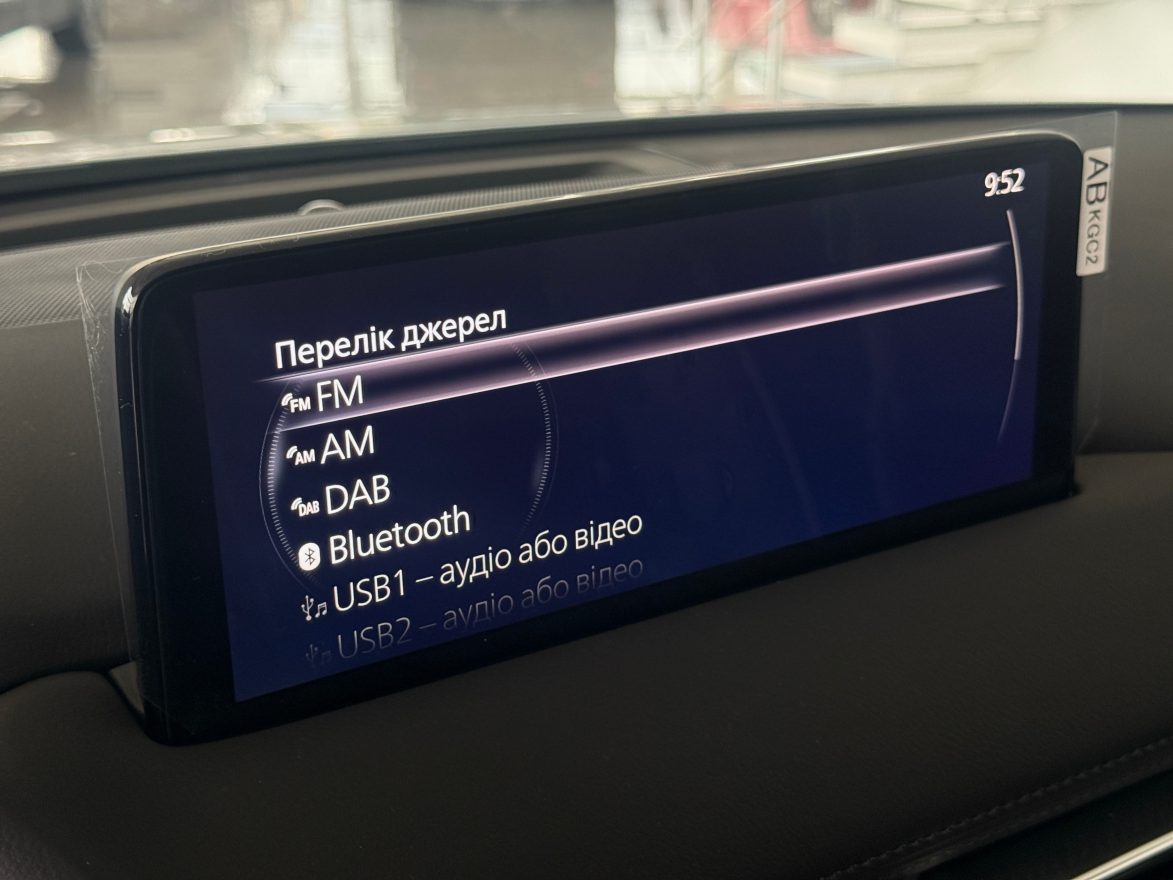 9:52
Перелік джерел
FM FM
AM AM
DAB DAB
Bluetooth
USB1 – аудіо або відео
USB2 – аудіо або відео
AB KGC2